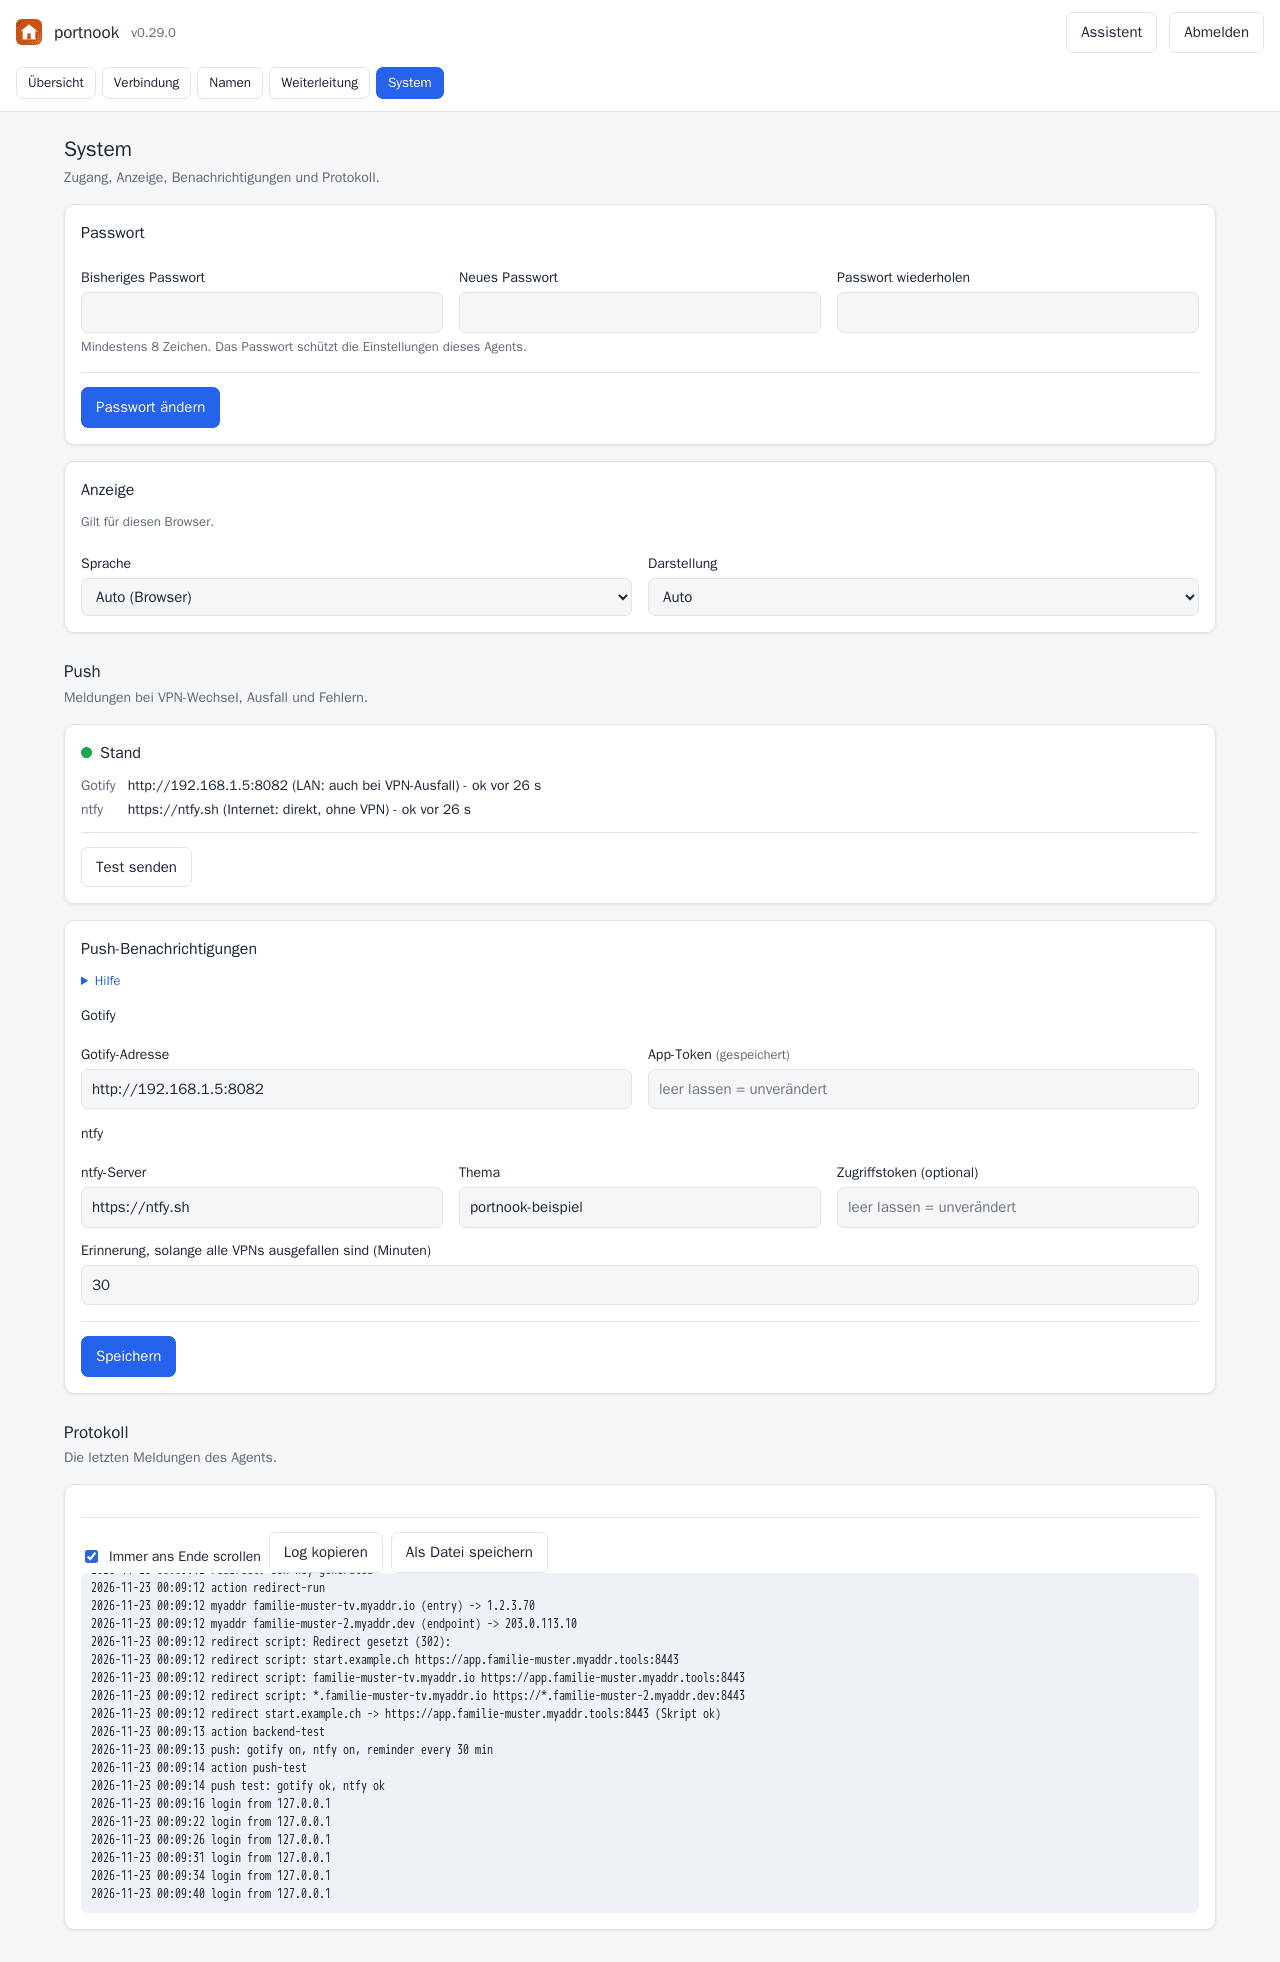 portnook v0.29.0
Assistent
Abmelden
Übersicht
Verbindung
Namen
Weiterleitung
System
System
Zugang, Anzeige, Benachrichtigungen und Protokoll.
Passwort
Bisheriges Passwort
Neues Passwort
Passwort wiederholen
Mindestens 8 Zeichen. Das Passwort schützt die Einstellungen dieses Agents.
Passwort ändern
Anzeige
Gilt für diesen Browser.
Sprache
Darstellung
Auto (Browser)
Auto
Push
Meldungen bei VPN-Wechsel, Ausfall und Fehlern.
Stand
Gotify http://192.168.1.5:8082 (LAN: auch bei VPN-Ausfall) - ok vor 26 s
ntfy https://ntfy.sh (Internet: direkt, ohne VPN) - ok vor 26 s
Test senden
Push-Benachrichtigungen
Hilfe
Gotify
Gotify-Adresse
App-Token (gespeichert)
http://192.168.1.5:8082
leer lassen = unverändert
ntfy
ntfy-Server
Thema
Zugriffstoken (optional)
https://ntfy.sh
portnook-beispiel
leer lassen = unverändert
Erinnerung, solange alle VPNs ausgefallen sind (Minuten)
30
Speichern
Protokoll
Die letzten Meldungen des Agents.
Immer ans Ende scrollen
Log kopieren
Als Datei speichern
2026-11-23 00:09:12 action redirect-run
2026-11-23 00:09:12 myaddr familie-muster-tv.myaddr.io (entry) -> 1.2.3.70
2026-11-23 00:09:12 myaddr familie-muster-2.myaddr.dev (endpoint) -> 203.0.113.10
2026-11-23 00:09:12 redirect script: Redirect gesetzt (302):
2026-11-23 00:09:12 redirect script: start.example.ch https://app.familie-muster.myaddr.tools:8443
2026-11-23 00:09:12 redirect script: familie-muster-tv.myaddr.io https://app.familie-muster.myaddr.tools:8443
2026-11-23 00:09:12 redirect script: *.familie-muster-tv.myaddr.io https://*.familie-muster-2.myaddr.dev:8443
2026-11-23 00:09:12 redirect start.example.ch -> https://app.familie-muster.myaddr.tools:8443 (Skript ok)
2026-11-23 00:09:13 action backend-test
2026-11-23 00:09:13 push: gotify on, ntfy on, reminder every 30 min
2026-11-23 00:09:14 action push-test
2026-11-23 00:09:14 push test: gotify ok, ntfy ok
2026-11-23 00:09:16 login from 127.0.0.1
2026-11-23 00:09:22 login from 127.0.0.1
2026-11-23 00:09:26 login from 127.0.0.1
2026-11-23 00:09:31 login from 127.0.0.1
2026-11-23 00:09:34 login from 127.0.0.1
2026-11-23 00:09:40 login from 127.0.0.1